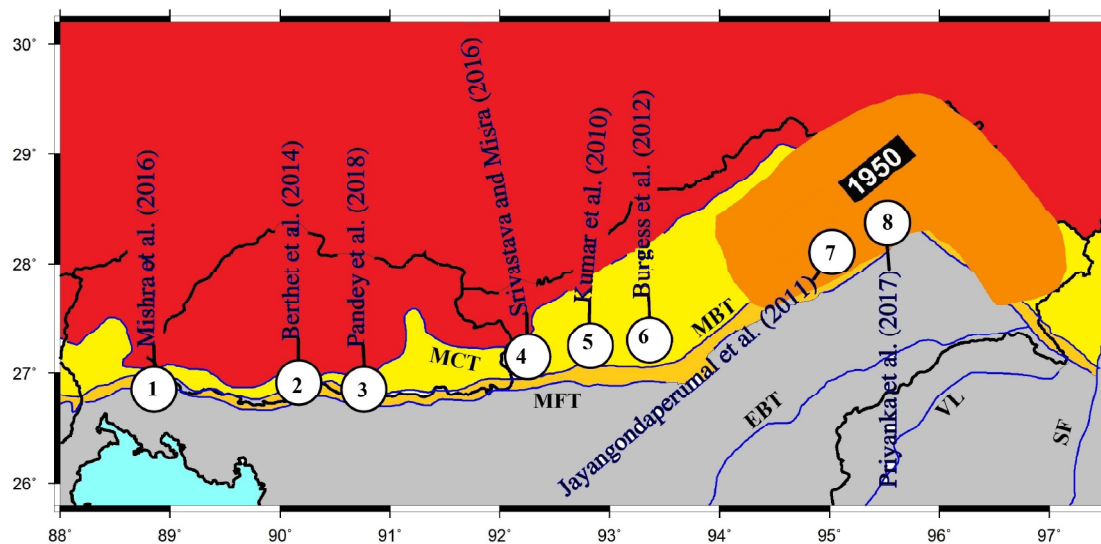 30°
29°
28°
27°
26°
Mishra et al. (2016)
Berthet et al. (2014)
Pandey et al. (2018)
Srivastava and Misra (2016)
Kumar et al. (2010)
Burgess et al. (2012)
1950
Jayangondaperumal et al. (2011)
Priyanka et al. (2017)
1
2
3
4
5
6
7
8
MCT
MBT
MFT
EBT
VL
SF
88°
89°
90°
91°
92°
93°
94°
95°
96°
97°